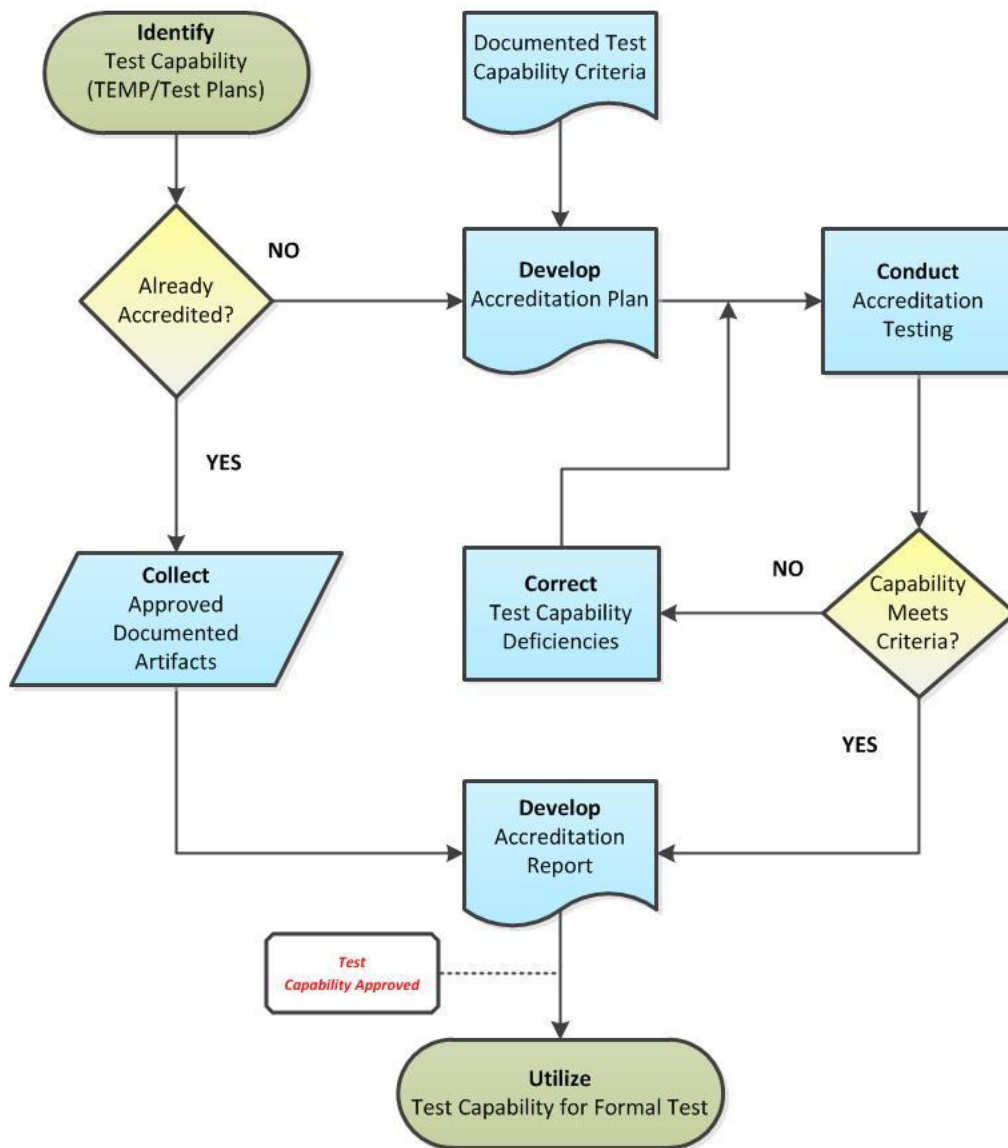 Identify
Test Capability
(TEMP/Test Plans)
Documented Test
Capability Criteria
Already
Accredited?
NO
Develop
Accreditation Plan
Conduct
Accreditation
Testing
YES
Collect
Approved
Documented
Artifacts
Correct
Test Capability
Deficiencies
NO
Capability
Meets
Criteria?
YES
Develop
Accreditation
Report
Test
Capability Approved
Utilize
Test Capability for Formal Test